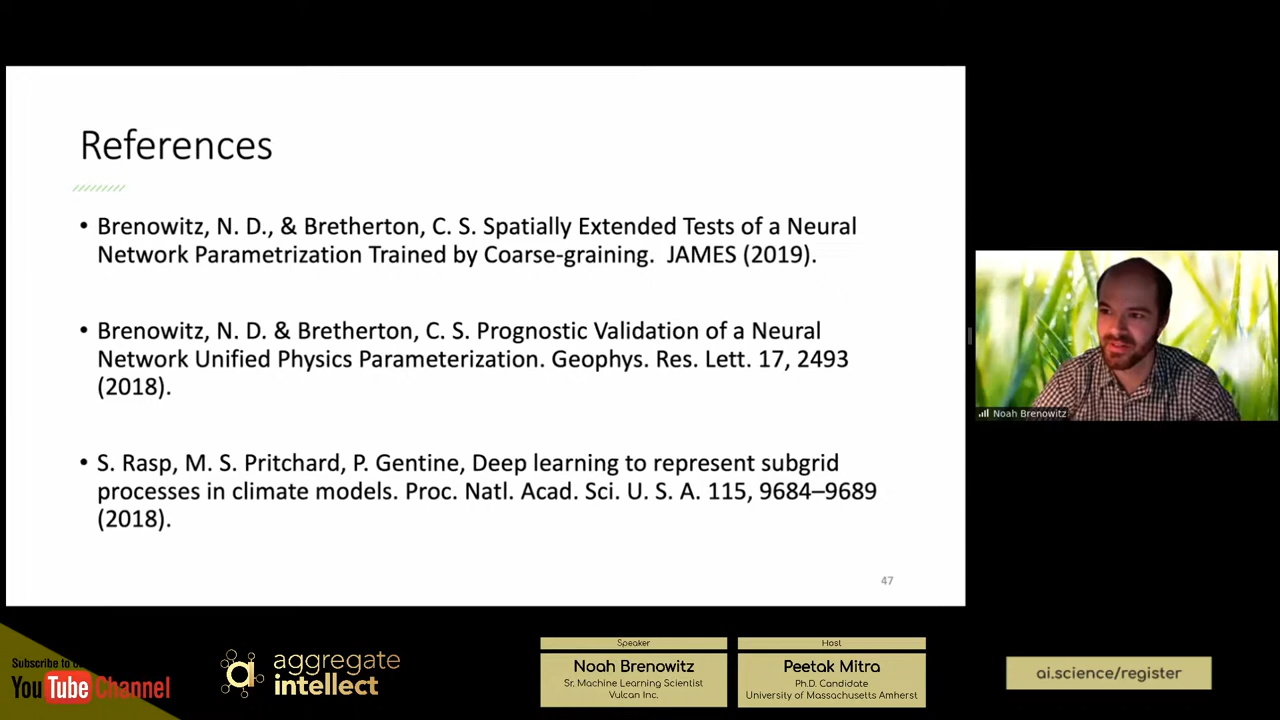 References
• Brenowitz, N. D., & Bretherton, C. S. Spatially Extended Tests of a Neural
Network Parametrization Trained by Coarse-graining.  JAMES (2019).
• Brenowitz, N. D. & Bretherton, C. S. Prognostic Validation of a Neural
Network Unified Physics Parameterization. Geophys. Res. Lett. 17, 2493
(2018).
• S. Rasp, M. S. Pritchard, P. Gentine, Deep learning to represent subgrid
processes in climate models. Proc. Natl. Acad. Sci. U. S. A. 115, 9684–9689
(2018).
47
Noah Brenowitz
Subscribe to
YouTube Channel
aggregate
intellect
Speaker
Noah Brenowitz
Sr. Machine Learning Scientist
Vulcan Inc.
Host
Peetak Mitra
Ph.D. Candidate
University of Massachusetts Amherst
ai.science/register